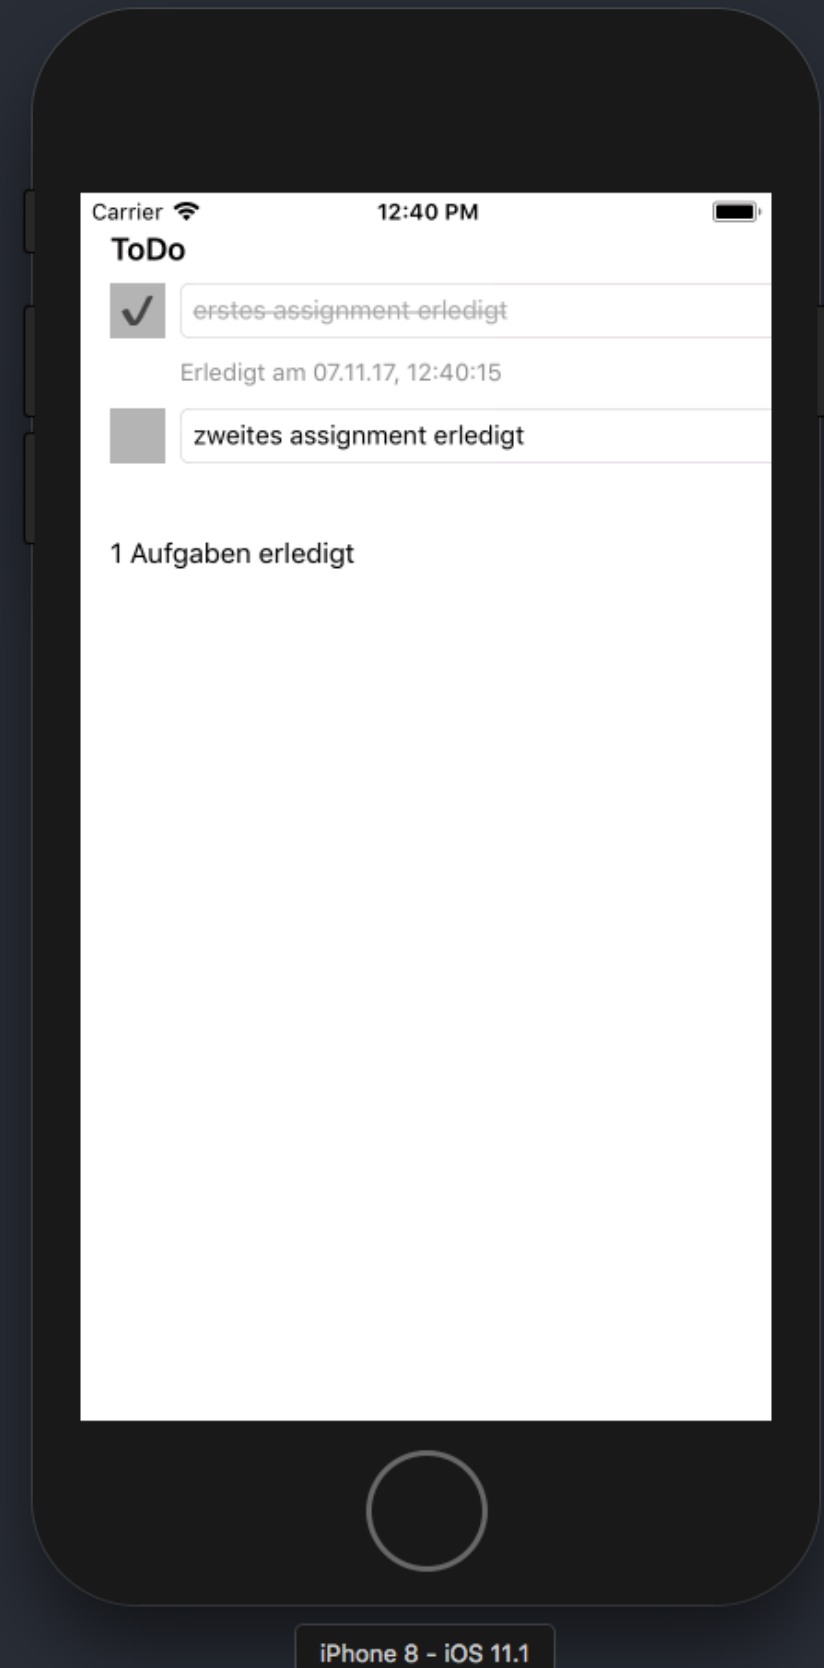 Carrier 12:40 PM
ToDo
erstes assignment erledigt
Erledigt am 07.11.17, 12:40:15
zweites assignment erledigt
1 Aufgaben erledigt
iPhone 8 - iOS 11.1